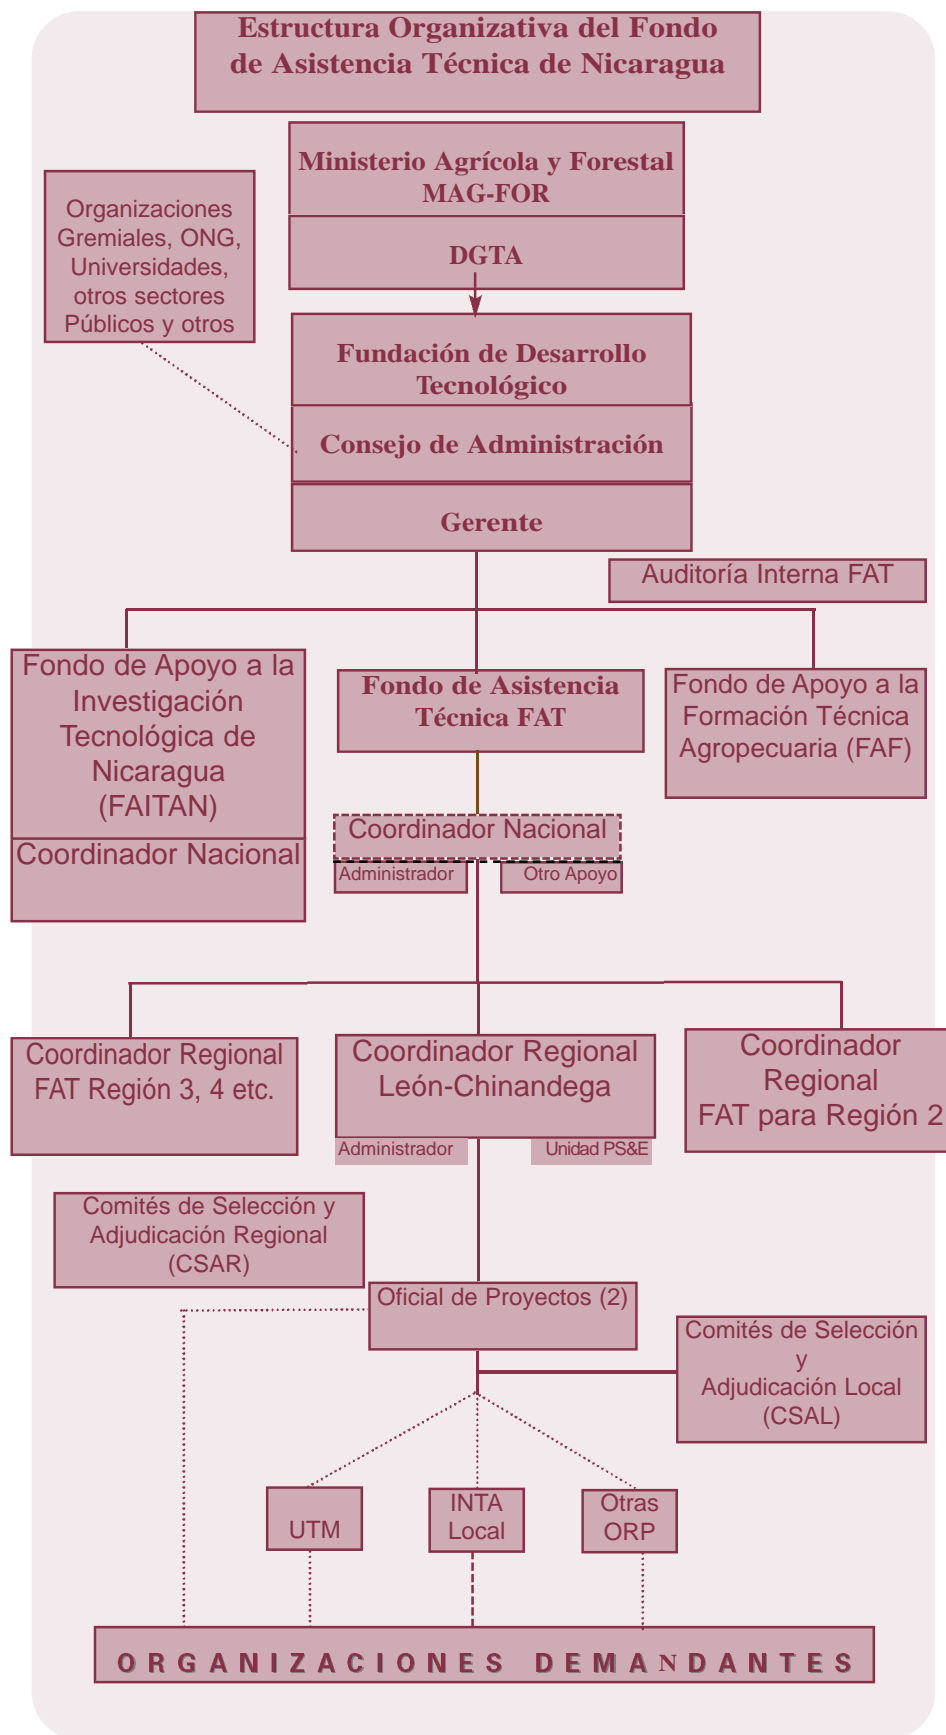 Estructura Organizativa del Fondo
de Asistencia Técnica de Nicaragua
Ministerio Agrícola y Forestal
MAG-FOR
DGTA
Organizaciones
Gremiales, ONG,
Universidades,
otros sectores
Públicos y otros
Fundación de Desarrollo
Tecnológico
Consejo de Administración
Gerente
Auditoría Interna FAT
Fondo de Apoyo a la
Investigación
Tecnológica de
Nicaragua
(FAITAN)
Coordinador Nacional
Fondo de Asistencia
Técnica FAT
Fondo de Apoyo a la
Formación Técnica
Agropecuaria (FAF)
Coordinador Nacional
Administrador
Otro Apoyo
Coordinador Regional
FAT Región 3, 4 etc.
Coordinador Regional
León-Chinandega
Administrador
Unidad PS&E
Coordinador
Regional
FAT para Región 2
Comités de Selección y
Adjudicación Regional
(CSAR)
Oficial de Proyectos (2)
Comités de Selección
y
Adjudicación Local
(CSAL)
UTM
INTA
Local
Otras
ORP
ORGANIZACIONES DEMANDANTES